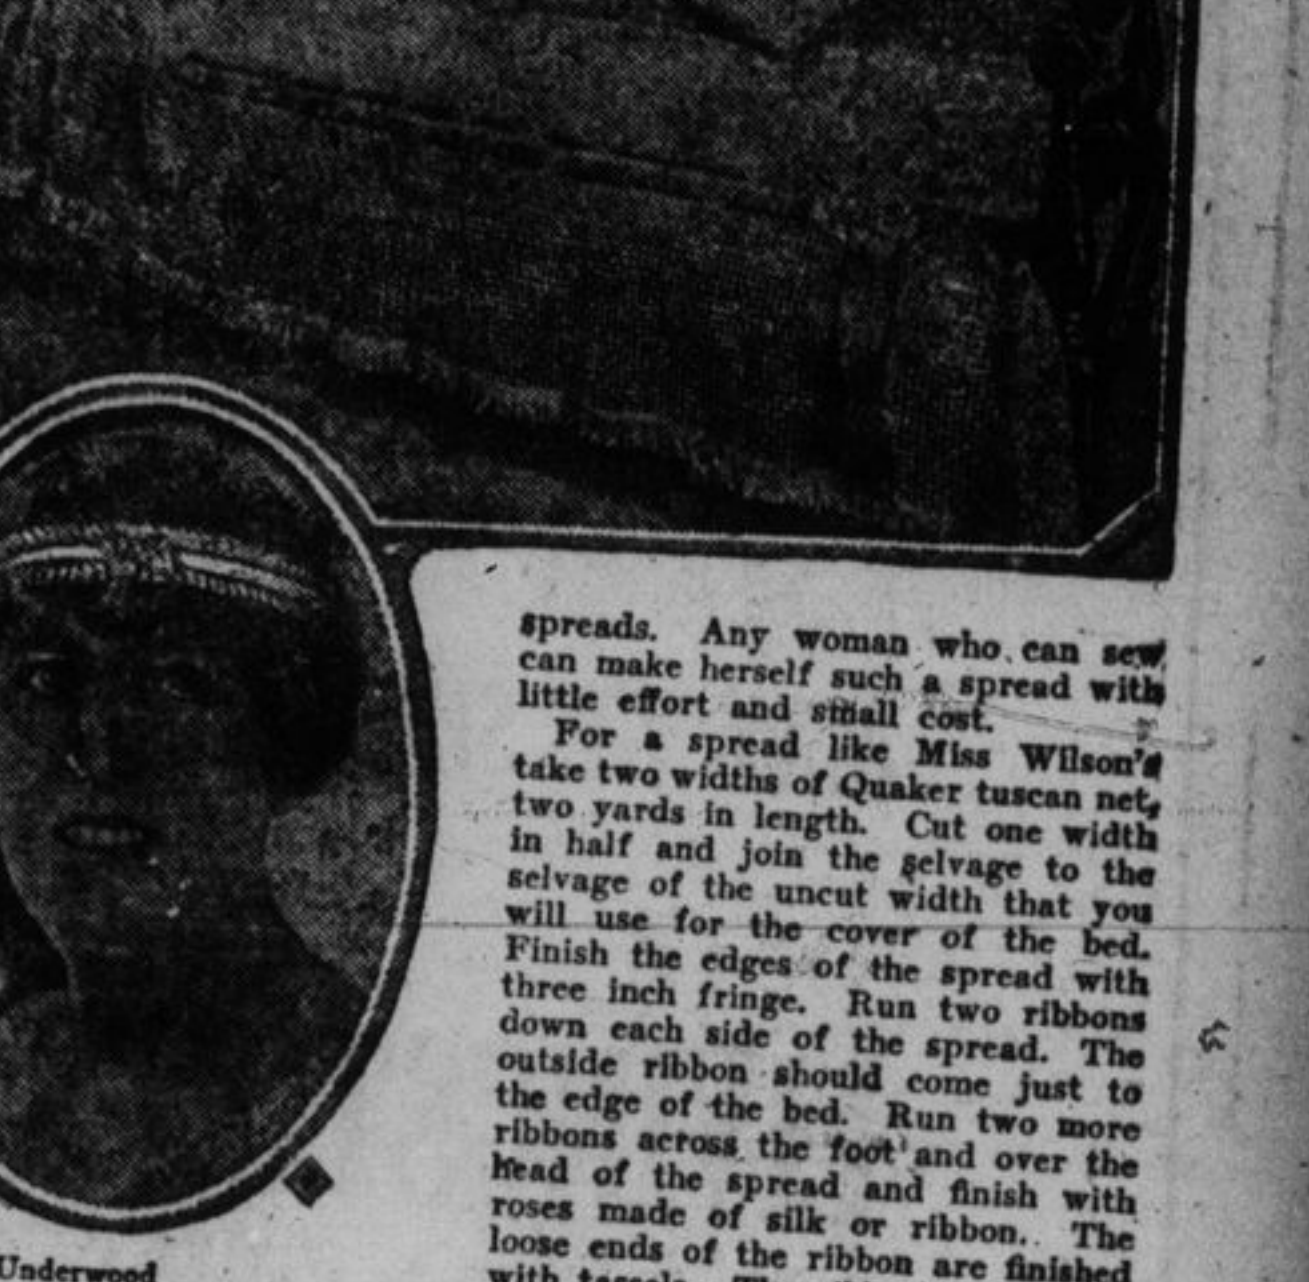 spreads. Any woman who can sew
can make herself such a spread with
little effort and small cost.
For a spread like Miss Wilson's
take two widths of Quaker tuscan net,
two yards in length. Cut one width
in half and join the selvage to the
selvage of the uncut width that you
will use for the cover of the bed.
Finish the edges of the spread with
three inch fringe. Run two ribbons
down each side of the spread. The
outside ribbon should come just to
the edge of the bed. Run two more
ribbons across the foot and over the
head of the spread and finish with
roses made of silk or ribbon. The
loose ends of the ribbon are finished
with tassels.
Underwood